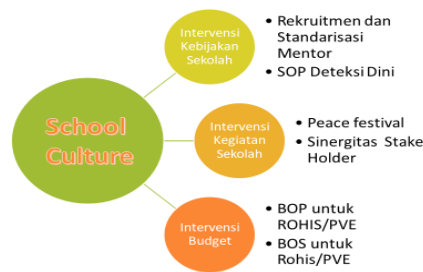 School
Culture
Intervensi
Kebijakan
Sekolah
• Rekruitmen dan
Standarisasi
Mentor
• SOP Deteksi Dini
Intervensi
Kegiatan
Sekolah
• Peace festival
• Sinergitas Stake
Holder
Intervensi
Budget
• BOP untuk
ROHIS/PVE
• BOS untuk
Rohis/PVE